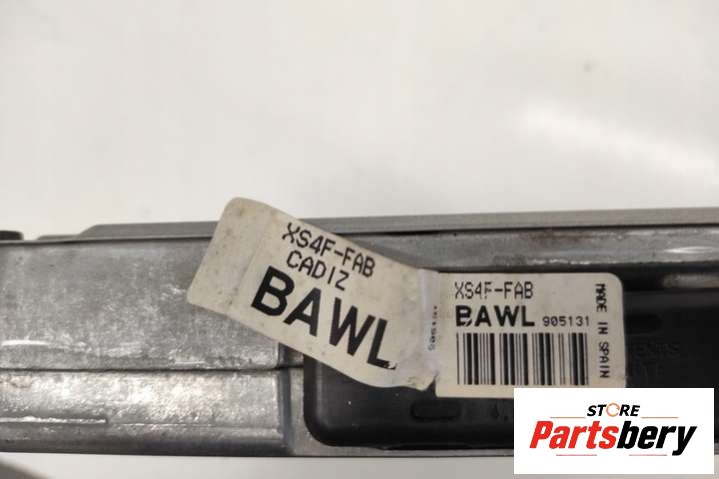 XS4F-FAB
CADIZ
BAWL
XS4F-FAB
BAWL 905131
MADE IN SPAIN
STORE
Partsbery